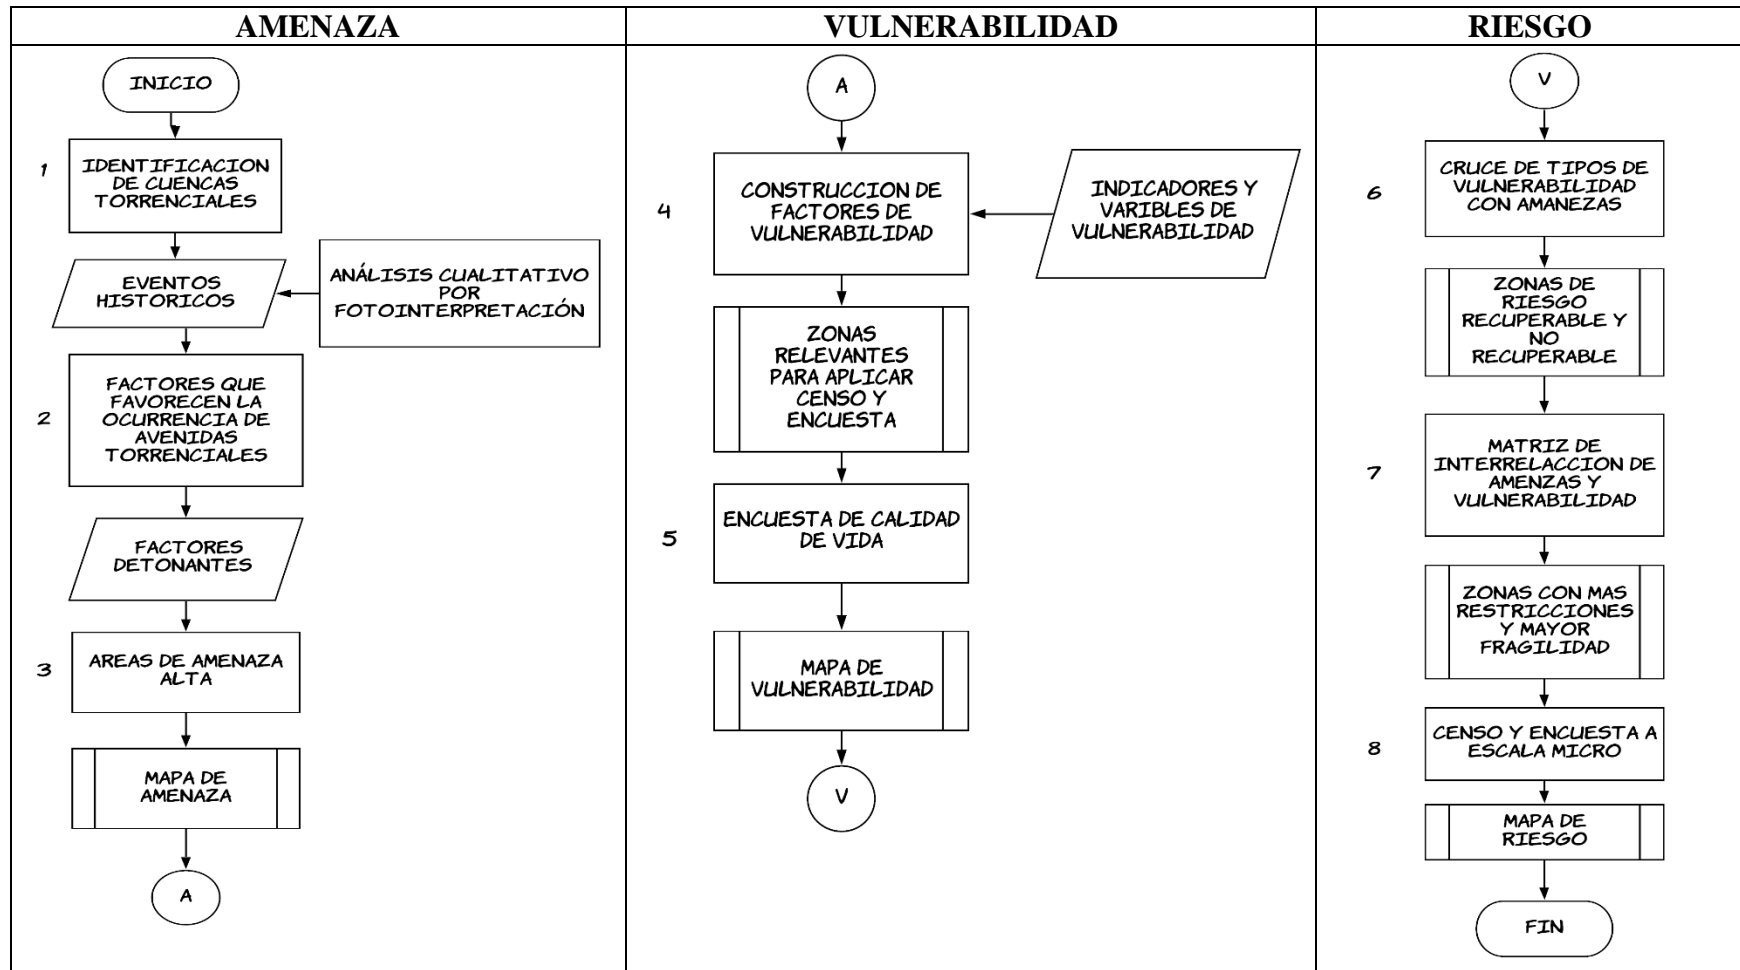 AMENAZA
INICIO
1
IDENTIFICACION
DE CUENCAS
TORRENCIALES
EVENTOS
HISTORICOS
ANÁLISIS CUALITATIVO
POR
FOTOINTERPRETACIÓN
2
FACTORES QUE
FAVORECEN LA
OCURRENCIA DE
AVENIDAS
TORRENCIALES
FACTORES
DETONANTES
3
AREAS DE AMENAZA
ALTA
MAPA DE
AMENAZA
A
VULNERABILIDAD
A
4
CONSTRUCCION DE
FACTORES DE
VULNERABILIDAD
INDICADORES Y
VARIBLES DE
VULNERABILIDAD
ZONAS
RELEVANTES
PARA APLICAR
CENSO Y
ENCUESTA
5
ENCUESTA DE CALIDAD
DE VIDA
MAPA DE
VULNERABILIDAD
V
RIESGO
V
6
CRUCE DE TIPOS DE
VULNERABILIDAD
CON AMANEZAS
ZONAS DE
RIESGO
RECUPERABLE Y
NO
RECUPERABLE
7
MATRIZ DE
INTERRELACCION DE
AMENZAS Y
VULNERABILIDAD
ZONAS CON MAS
RESTRICCIONES
Y MAYOR
FRAGILIDAD
8
CENSO Y ENCUESTA A
ESCALA MICRO
MAPA DE
RIESGO
FIN